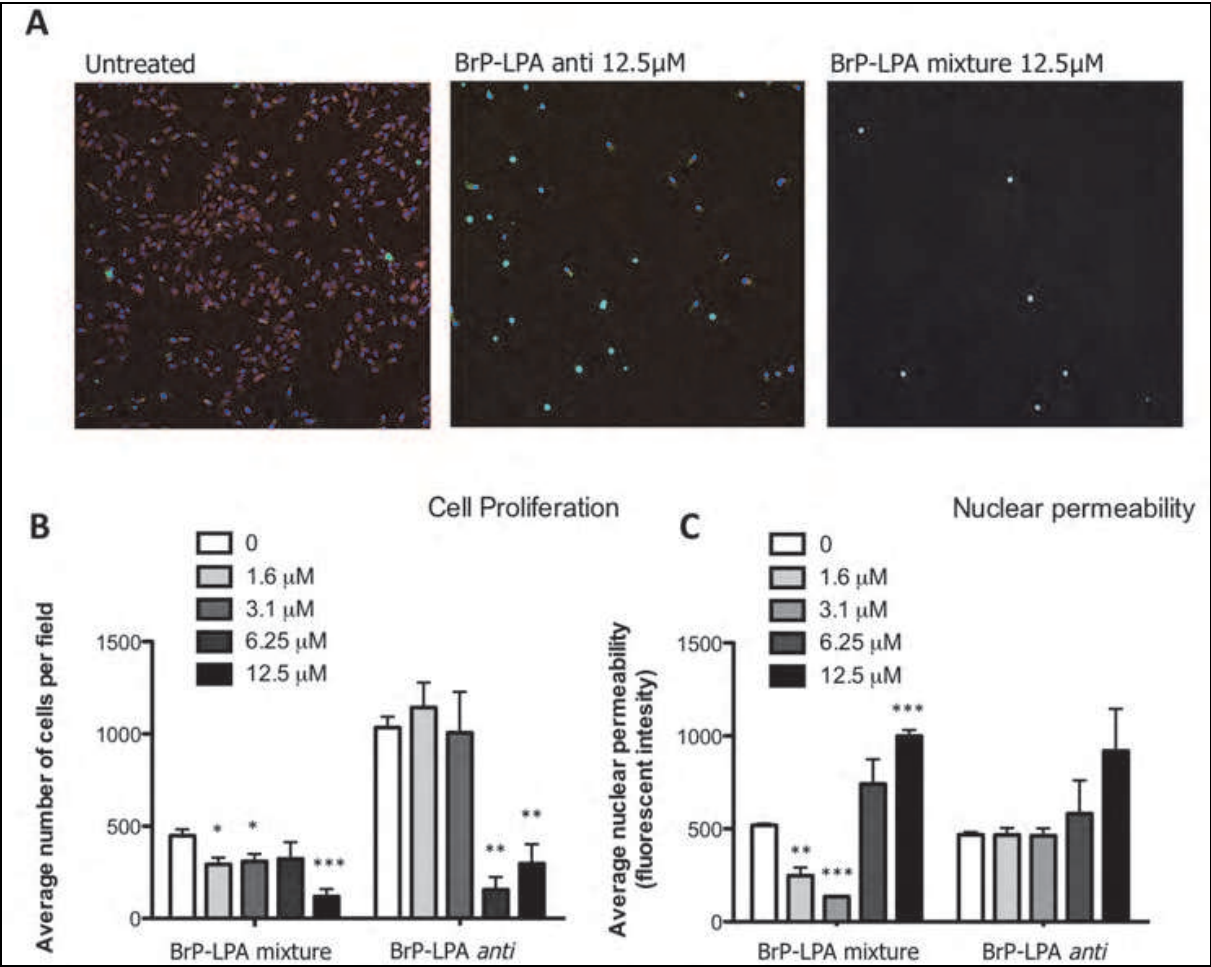 A
Untreated
BrP-LPA anti 12.5µM
BrP-LPA mixture 12.5µM
B
Cell Proliferation
0
1.6 µM
3.1 µM
6.25 µM
12.5 µM
Average number of cells per field
1500
1000
500
0
*
*
***
**
**
BrP-LPA mixture
BrP-LPA anti
C
Nuclear permeability
0
1.6 µM
3.1 µM
6.25 µM
12.5 µM
Average nuclear permeability
(fluorescent intesity)
1500
1000
500
0
**
***
***
BrP-LPA mixture
BrP-LPA anti